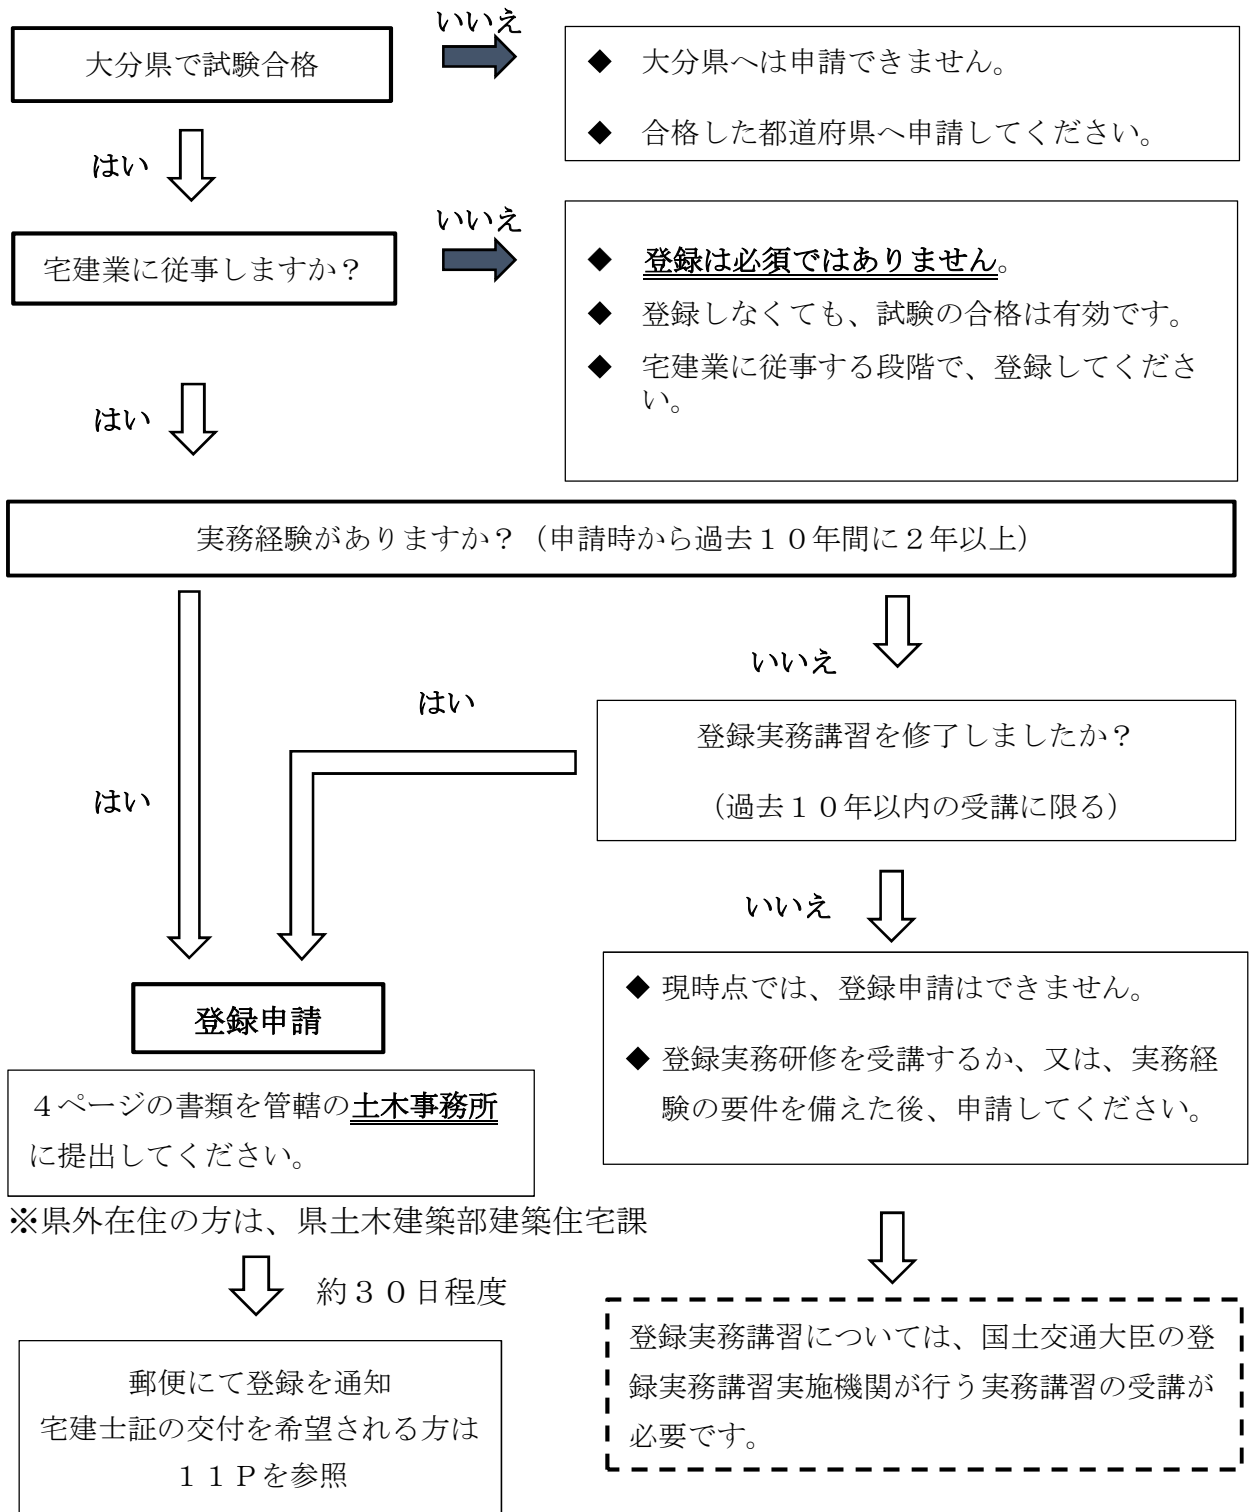 いいえ
大分県で試験合格
◆ 大分県へは申請できません。
◆ 合格した都道府県へ申請してください。
はい
いいえ
宅建業に従事しますか？
◆ 登録は必須ではありません。
◆ 登録しなくても、試験の合格は有効です。
◆ 宅建業に従事する段階で、登録してくださ
い。
はい
実務経験がありますか？（申請時から過去１０年間に２年以上）
いいえ
はい
登録実務講習を修了しましたか？
（過去１０年以内の受講に限る）
はい
いいえ
◆ 現時点では、登録申請はできません。
◆ 登録実務研修を受講するか、又は、実務経
験の要件を備えた後、申請してください。
登録申請
４ページの書類を管轄の土木事務所
に提出してください。
※県外在住の方は、県土木建築部建築住宅課
約３０日程度
登録実務講習については、国土交通大臣の登
録実務講習実施機関が行う実務講習の受講が
必要です。
郵便にて登録を通知
宅建士証の交付を希望される方は
１１Ｐを参照